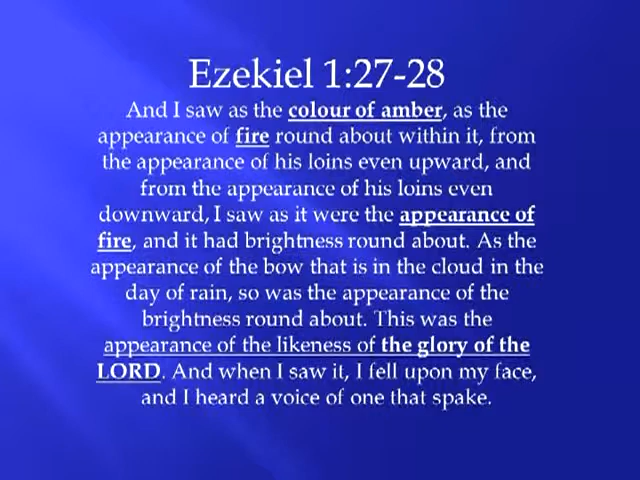 Ezekiel 1:27-28
And I saw as the colour of amber, as the
appearance of fire round about within it, from
the appearance of his loins even upward, and
from the appearance of his loins even
downward, I saw as it were the appearance of
fire, and it had brightness round about. As the
appearance of the bow that is in the cloud in the
day of rain, so was the appearance of the
brightness round about. This was the
appearance of the likeness of the glory of the
LORD. And when I saw it, I fell upon my face,
and I heard a voice of one that spake.